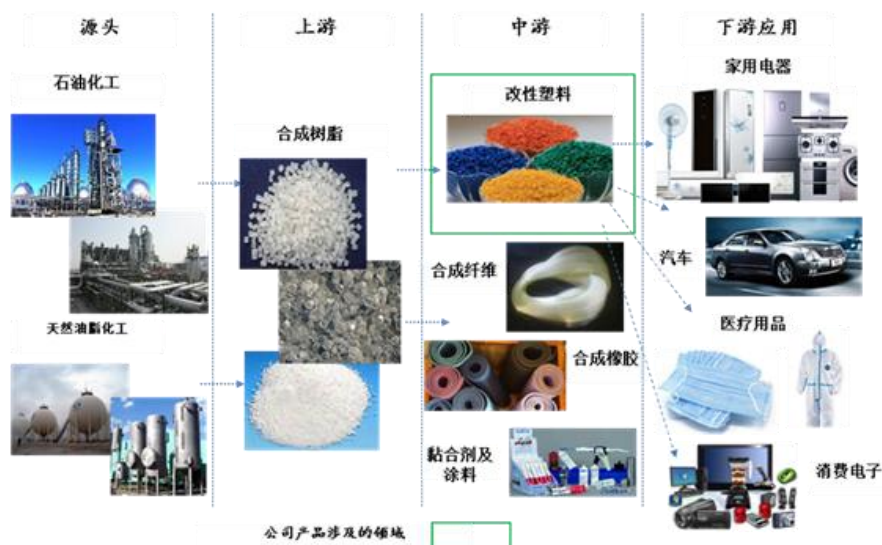 源头
上游
中游
下游应用
石油化工
天然油脂化工
合成树脂
改性塑料
合成纤维
合成橡胶
黏合剂及
涂料
家用电器
汽车
医疗用品
消费电子
公司产品涉及的领域